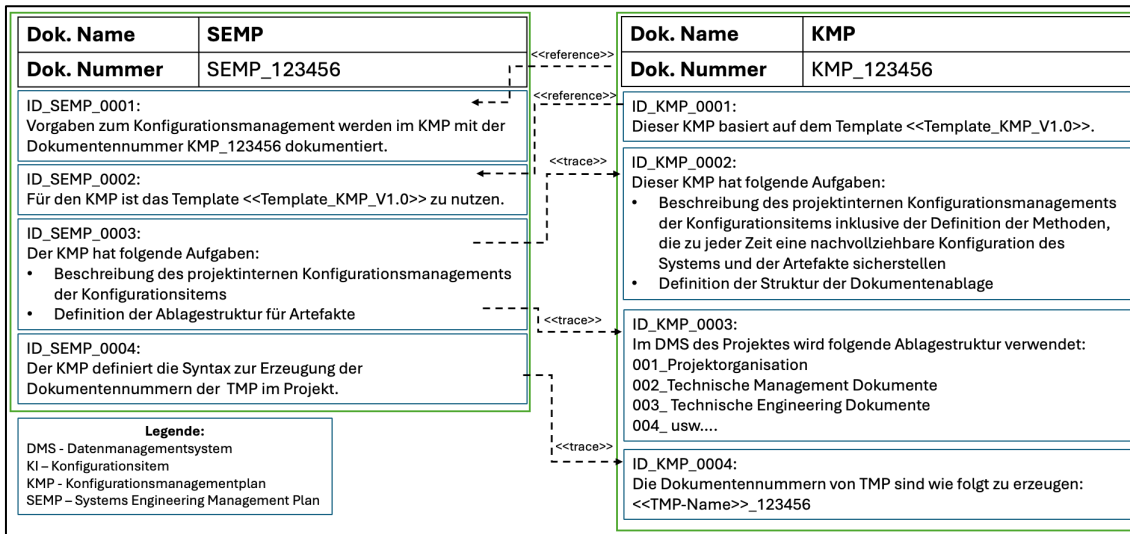 Dok. Name SEMP
Dok. Nummer SEMP_123456
ID_SEMP_0001:
Vorgaben zum Konfigurationsmanagement werden im KMP mit der
Dokumentennummer KMP_123456 dokumentiert.
ID_SEMP_0002:
Für den KMP ist das Template <<Template_KMP_V1.0>> zu nutzen.
ID_SEMP_0003:
Der KMP hat folgende Aufgaben:
• Beschreibung des projektinternen Konfigurationsmanagements
der Konfigurationsitems
• Definition der Ablagestruktur für Artefakte
ID_SEMP_0004:
Der KMP definiert die Syntax zur Erzeugung der
Dokumentennummern der TMP im Projekt.
Legende:
DMS - Datenmanagementsystem
KI – Konfigurationsitem
KMP - Konfigurationsmanagementplan
SEMP – Systems Engineering Management Plan
<<reference>>
<<reference>>
<<trace>>
<<trace>>
<<trace>>
Dok. Name KMP
Dok. Nummer KMP_123456
ID_KMP_0001:
Dieser KMP basiert auf dem Template <<Template_KMP_V1.0>>.
ID_KMP_0002:
Dieser KMP hat folgende Aufgaben:
• Beschreibung des projektinternen Konfigurationsmanagements
der Konfigurationsitems inklusive der Definition der Methoden,
die zu jeder Zeit eine nachvollziehbare Konfiguration des
Systems und der Artefakte sicherstellen
• Definition der Struktur der Dokumentenablage
ID_KMP_0003:
Im DMS des Projektes wird folgende Ablagestruktur verwendet:
001_Projektorganisation
002_Technische Management Dokumente
003_ Technische Engineering Dokumente
004_ usw....
ID_KMP_0004:
Die Dokumentennummern von TMP sind wie folgt zu erzeugen:
<<TMP-Name>>_123456